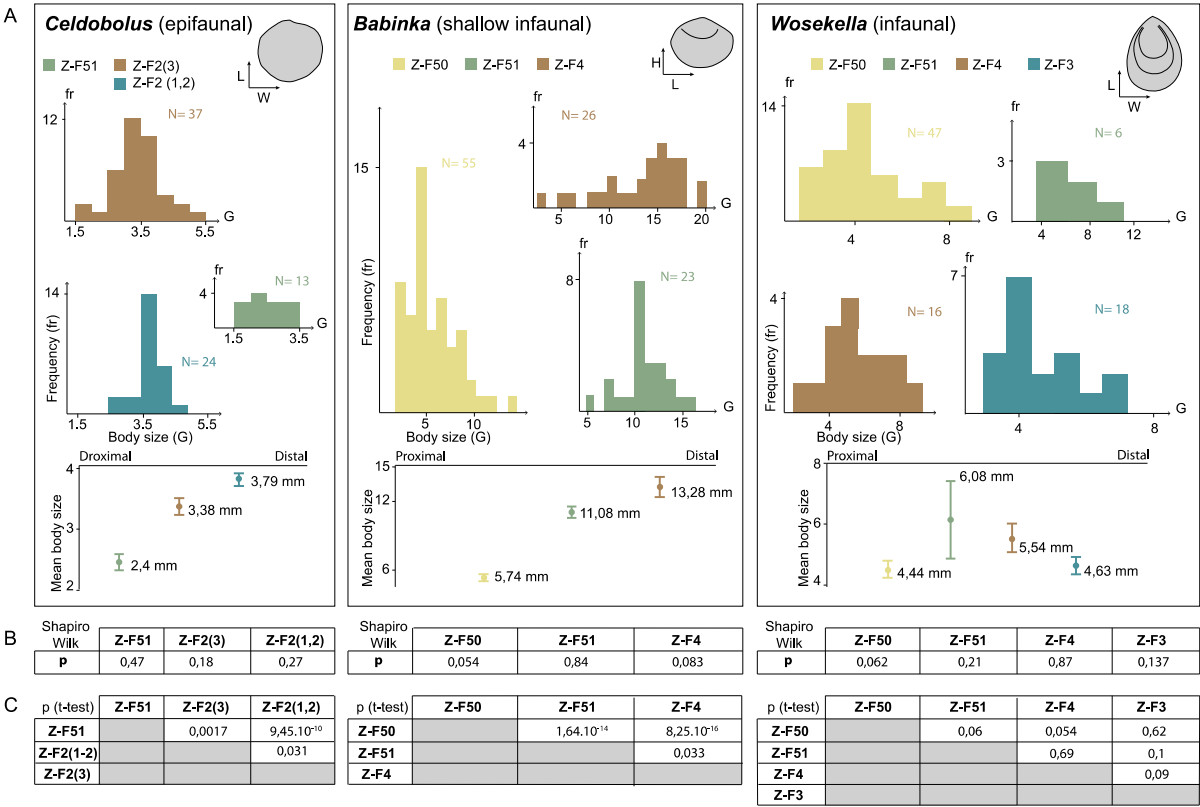 A
Celdobolus (epifaunal)
Z-F51
Z-F2(3)
Z-F2 (1,2)
L
W
fr
12
N= 37
G
1.5
3.5
5.5
fr
4
N= 13
G
1.5
3.5
14
Frequency (fr)
N= 24
1.5
3.5
5.5
Body size (G)
Droximal
Distal
4
3
2
Mean body size
3,79 mm
3,38 mm
2,4 mm
Babinka (shallow infaunal)
Z-F50
Z-F51
Z-F4
H
L
fr
15
N= 55
Frequency (fr)
5
10
Body size (G)
fr
N= 26
4
G
5
10
15
20
fr
8
N= 23
G
5
10
15
Proximal
Distal
15
12
6
Mean body size
13,28 mm
11,08 mm
5,74 mm
Wosekella (infaunal)
Z-F50
Z-F51
Z-F4
Z-F3
L
W
fr
14
N= 47
G
4
8
fr
3
N= 6
G
4
8
12
fr
4
N= 16
Frequency (fr)
4
8
Body size (G)
fr
7
N= 18
G
4
8
Proximal
Distal
8
6
4
Mean body size
6,08 mm
5,54 mm
4,44 mm
4,63 mm
B
Shapiro Wilk Z-F51 Z-F2(3) Z-F2(1,2)
p 0,47 0,18 0,27
Shapiro Wilk Z-F50 Z-F51 Z-F4
p 0,054 0,84 0,083
Shapiro Wilk Z-F50 Z-F51 Z-F4 Z-F3
p 0,062 0,21 0,87 0,137
C
p (t-test) Z-F51 Z-F2(3) Z-F2(1,2)
Z-F51 0,0017 9,45.10⁻¹⁰
Z-F2(1-2) 0,031
Z-F2(3)
p (t-test) Z-F50 Z-F51 Z-F4
Z-F50 1,64.10⁻¹⁴ 8,25.10⁻¹⁶
Z-F51 0,033
Z-F4
p (t-test) Z-F50 Z-F51 Z-F4 Z-F3
Z-F50 0,06 0,054 0,62
Z-F51 0,69 0,1
Z-F4 0,09
Z-F3